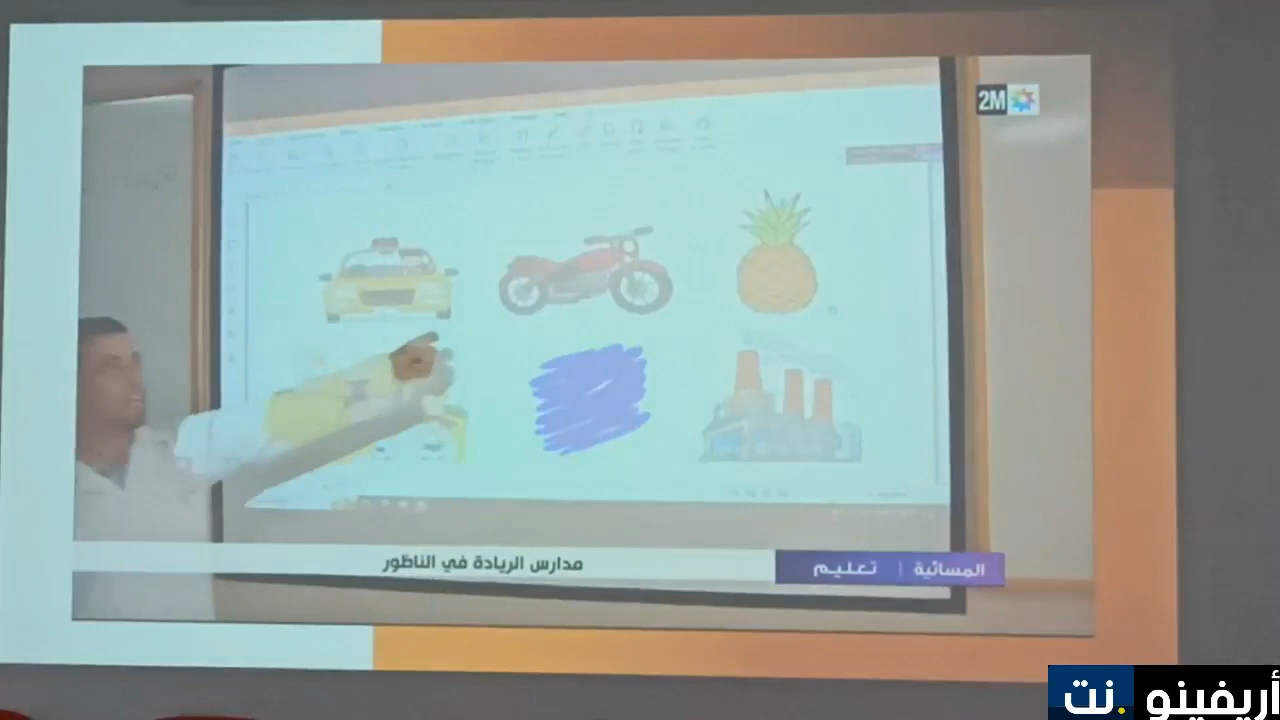 2M
مدارس الريادة في الناظور
المسائية | تعليم
أريفينو.نت